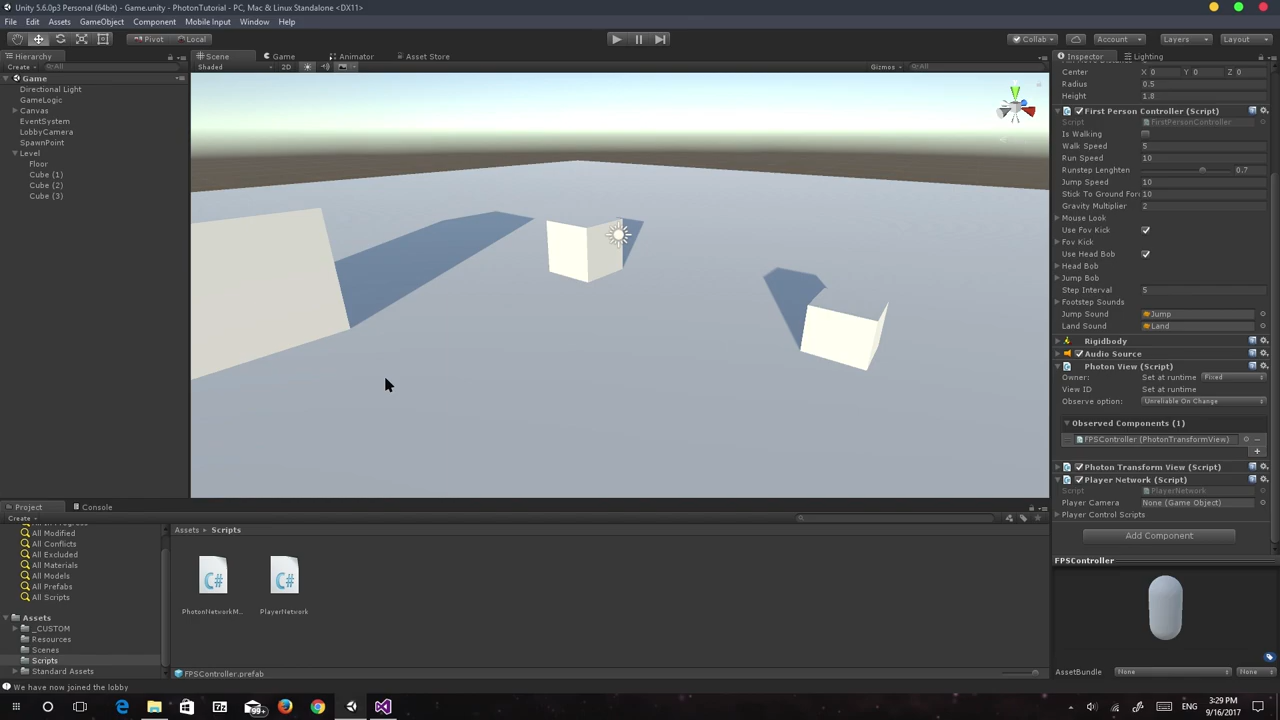 Unity 5.6.0p3 Personal (64bit) - Game.unity - PhotonTutorial - PC, Mac & Linux Standalone <DX11>
File Edit Assets GameObject Component Mobile Input Window Help
Pivot Local Collab Account Layers Layout
Hierarchy Scene Game Animator Asset Store Inspector Lighting
Create All Shaded 2D Gizmos All
Game
Directional Light
GameLogic
Canvas
EventSystem
LobbyCamera
SpawnPoint
Level
Floor
Cube (1)
Cube (2)
Cube (3)
Center X 0 Y 0 Z 0
Radius 0.5
Height 1.8
First Person Controller (Script)
Script FirstPersonController
Is Walking
Walk Speed 5
Run Speed 10
Runstep Lenghten 0.7
Jump Speed 10
Stick To Ground For 10
Gravity Multiplier 2
Mouse Look
Use Fov Kick
Fov Kick
Use Head Bob
Head Bob
Jump Bob
Step Interval 5
Footstep Sounds
Jump Sound Jump
Land Sound Land
Rigidbody
Audio Source
Photon View (Script)
Owner: Set at runtime Fixed
View ID Set at runtime
Observe option: Unreliable On Change
Observed Components (1)
FPSController (PhotonTransformView)
Photon Transform View (Script)
Player Network (Script)
Script PlayerNetwork
Player Camera None (Game Object)
Player Control Scripts
Add Component
FPSController
AssetBundle None None
Project Console
Create
All Modified
All Conflicts
All Excluded
All Materials
All Models
All Prefabs
All Scripts
Assets
_CUSTOM
Resources
Scenes
Scripts
Standard Assets
Assets Scripts
PhotonNetworkM... PlayerNetwork
FPSController.prefab
We have now joined the lobby
99+
ENG 3:29 PM
9/16/2017